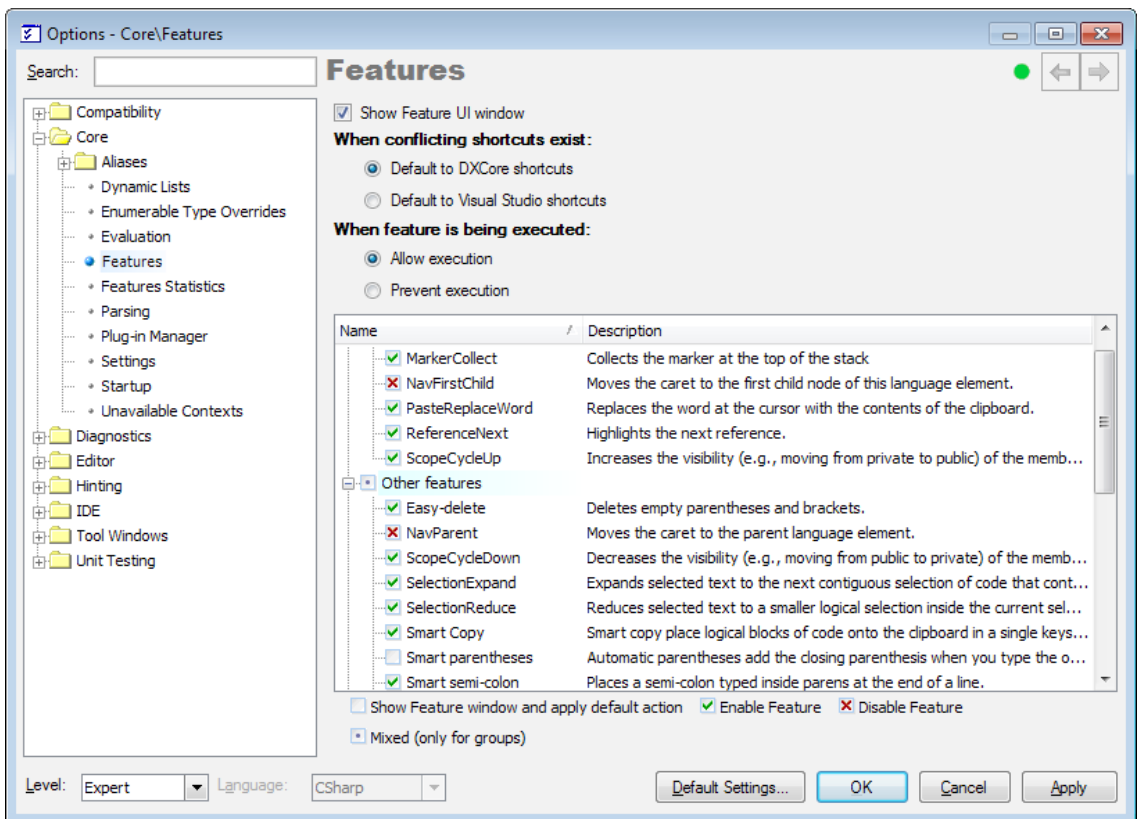 Options - Core\Features
Search:
Features
Compatibility
Core
Aliases
Dynamic Lists
Enumerable Type Overrides
Evaluation
Features
Features Statistics
Parsing
Plug-in Manager
Settings
Startup
Unavailable Contexts
Diagnostics
Editor
Hinting
IDE
Tool Windows
Unit Testing
Show Feature UI window
When conflicting shortcuts exist:
Default to DXCore shortcuts
Default to Visual Studio shortcuts
When feature is being executed:
Allow execution
Prevent execution
Name / Description
MarkerCollect Collects the marker at the top of the stack
NavFirstChild Moves the caret to the first child node of this language element.
PasteReplaceWord Replaces the word at the cursor with the contents of the clipboard.
ReferenceNext Highlights the next reference.
ScopeCycleUp Increases the visibility (e.g., moving from private to public) of the memb...
Other features
Easy-delete Deletes empty parentheses and brackets.
NavParent Moves the caret to the parent language element.
ScopeCycleDown Decreases the visibility (e.g., moving from public to private) of the memb...
SelectionExpand Expands selected text to the next contiguous selection of code that cont...
SelectionReduce Reduces selected text to a smaller logical selection inside the current sel...
Smart Copy Smart copy place logical blocks of code onto the clipboard in a single keys...
Smart parentheses Automatic parentheses add the closing parenthesis when you type the o...
Smart semi-colon Places a semi-colon typed inside parens at the end of a line.
Show Feature window and apply default action Enable Feature Disable Feature
Mixed (only for groups)
Level: Expert Language: CSharp Default Settings... OK Cancel Apply